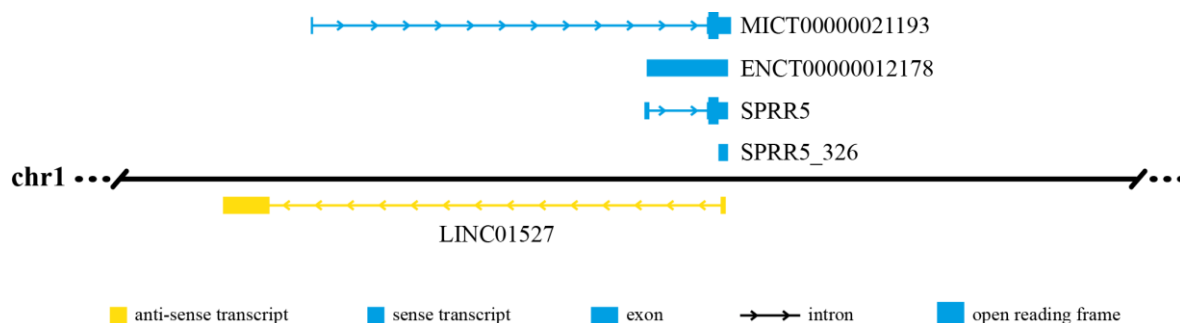 MICT00000021193
ENCT00000012178
SPRR5
SPRR5_326
chr1
LINC01527
anti-sense transcript sense transcript exon intron open reading frame